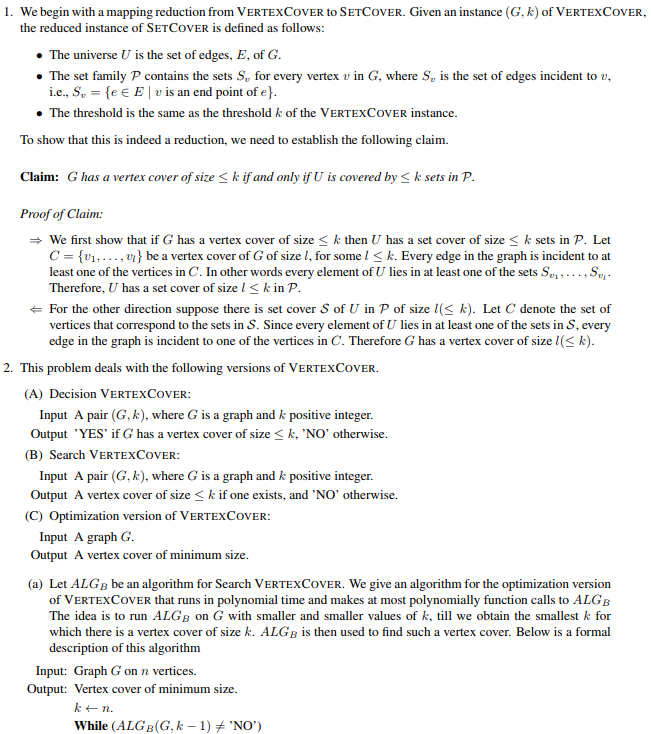 1. We begin with a mapping reduction from VERTEXCOVER to SETCOVER. Given an instance (G, k) of VERTEXCOVER,
the reduced instance of SETCOVER is defined as follows:
• The universe U is the set of edges, E, of G.
• The set family P contains the sets Sᵥ for every vertex v in G, where Sᵥ is the set of edges incident to v,
i.e., Sᵥ = {e ∈ E | v is an end point of e}.
• The threshold is the same as the threshold k of the VERTEXCOVER instance.
To show that this is indeed a reduction, we need to establish the following claim.
Claim: G has a vertex cover of size ≤ k if and only if U is covered by ≤ k sets in P.
Proof of Claim:
⇒ We first show that if G has a vertex cover of size ≤ k then U has a set cover of size ≤ k sets in P. Let
C = {v₁, . . . , vₗ} be a vertex cover of G of size l, for some l ≤ k. Every edge in the graph is incident to at
least one of the vertices in C. In other words every element of U lies in at least one of the sets S_{v₁}, . . . , S_{vₗ}.
Therefore, U has a set cover of size l ≤ k in P.
⇐ For the other direction suppose there is set cover S of U in P of size l(≤ k). Let C denote the set of
vertices that correspond to the sets in S. Since every element of U lies in at least one of the sets in S, every
edge in the graph is incident to one of the vertices in C. Therefore G has a vertex cover of size l(≤ k).
2. This problem deals with the following versions of VERTEXCOVER.
(A) Decision VERTEXCOVER:
Input A pair (G, k), where G is a graph and k positive integer.
Output 'YES' if G has a vertex cover of size ≤ k, 'NO' otherwise.
(B) Search VERTEXCOVER:
Input A pair (G, k), where G is a graph and k positive integer.
Output A vertex cover of size ≤ k if one exists, and 'NO' otherwise.
(C) Optimization version of VERTEXCOVER:
Input A graph G.
Output A vertex cover of minimum size.
(a) Let ALG_B be an algorithm for Search VERTEXCOVER. We give an algorithm for the optimization version
of VERTEXCOVER that runs in polynomial time and makes at most polynomially function calls to ALG_B
The idea is to run ALG_B on G with smaller and smaller values of k, till we obtain the smallest k for
which there is a vertex cover of size k. ALG_B is then used to find such a vertex cover. Below is a formal
description of this algorithm
Input: Graph G on n vertices.
Output: Vertex cover of minimum size.
k ← n.
While (ALG_B(G, k − 1) ≠ 'NO')